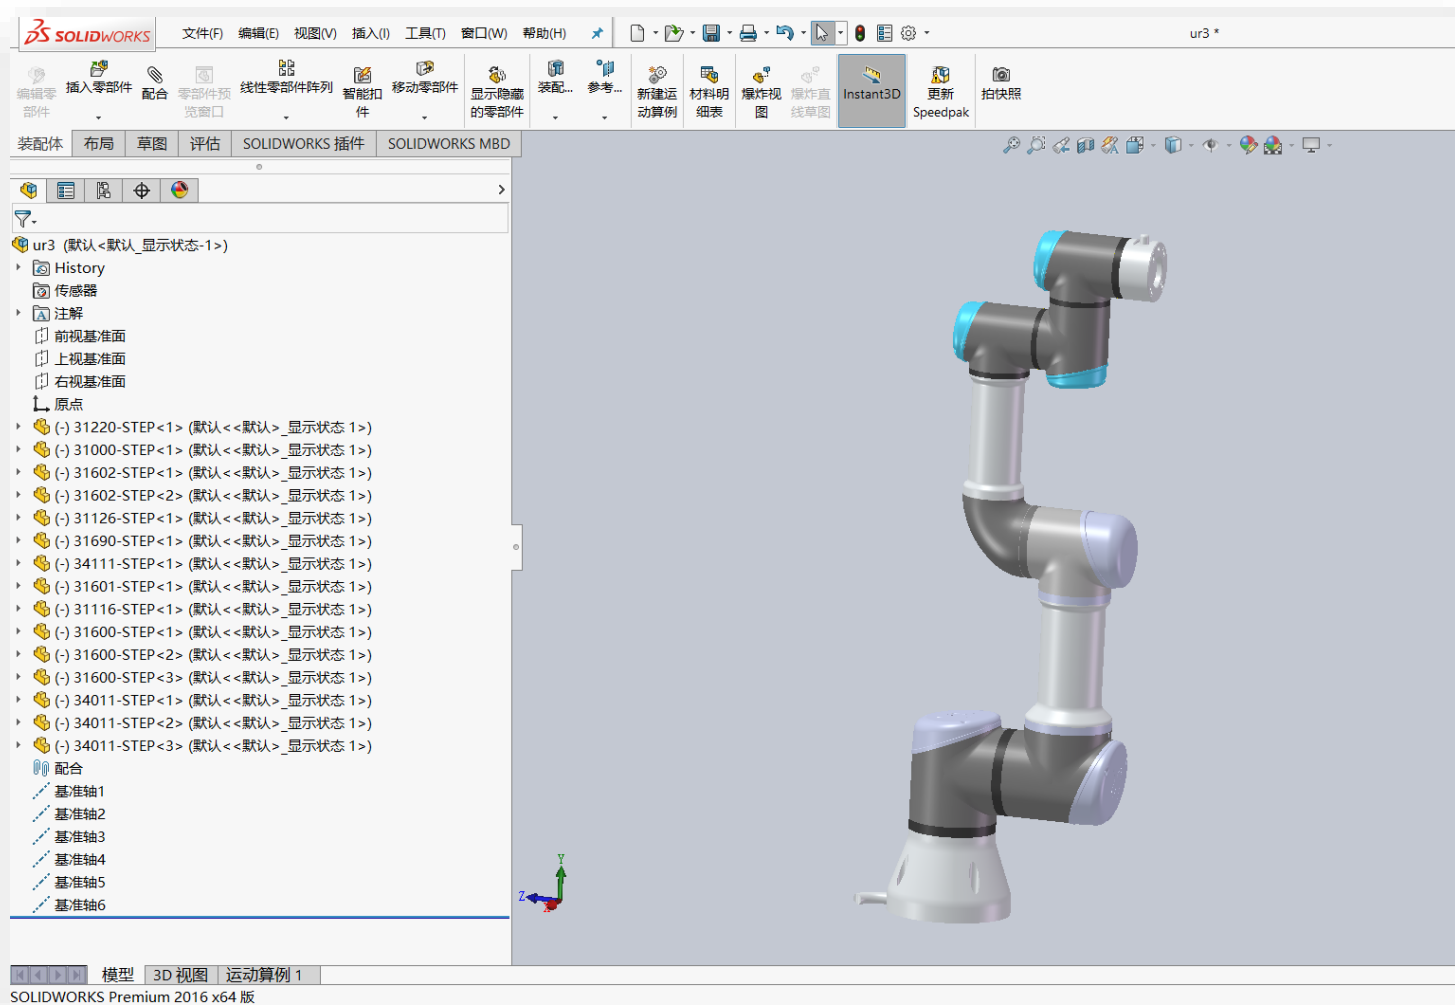 SOLIDWORKS 文件(F) 编辑(E) 视图(V) 插入(I) 工具(T) 窗口(W) 帮助(H) ur3 *
编辑零部件 插入零部件 配合 零部件预览窗口 线性零部件阵列 智能扣件 移动零部件 显示隐藏的零部件 装配... 参考... 新建运动算例 材料明细表 爆炸视图 爆炸直线草图 Instant3D 更新 Speedpak 拍快照
装配体 布局 草图 评估 SOLIDWORKS 插件 SOLIDWORKS MBD
ur3 (默认<默认_显示状态-1>)
History
传感器
注解
前视基准面
上视基准面
右视基准面
原点
(-) 31220-STEP<1> (默认<<默认>_显示状态 1>)
(-) 31000-STEP<1> (默认<<默认>_显示状态 1>)
(-) 31602-STEP<1> (默认<<默认>_显示状态 1>)
(-) 31602-STEP<2> (默认<<默认>_显示状态 1>)
(-) 31126-STEP<1> (默认<<默认>_显示状态 1>)
(-) 31690-STEP<1> (默认<<默认>_显示状态 1>)
(-) 34111-STEP<1> (默认<<默认>_显示状态 1>)
(-) 31601-STEP<1> (默认<<默认>_显示状态 1>)
(-) 31116-STEP<1> (默认<<默认>_显示状态 1>)
(-) 31600-STEP<1> (默认<<默认>_显示状态 1>)
(-) 31600-STEP<2> (默认<<默认>_显示状态 1>)
(-) 31600-STEP<3> (默认<<默认>_显示状态 1>)
(-) 34011-STEP<1> (默认<<默认>_显示状态 1>)
(-) 34011-STEP<2> (默认<<默认>_显示状态 1>)
(-) 34011-STEP<3> (默认<<默认>_显示状态 1>)
配合
基准轴1
基准轴2
基准轴3
基准轴4
基准轴5
基准轴6
Y
Z
X
模型 3D 视图 运动算例 1
SOLIDWORKS Premium 2016 x64 版